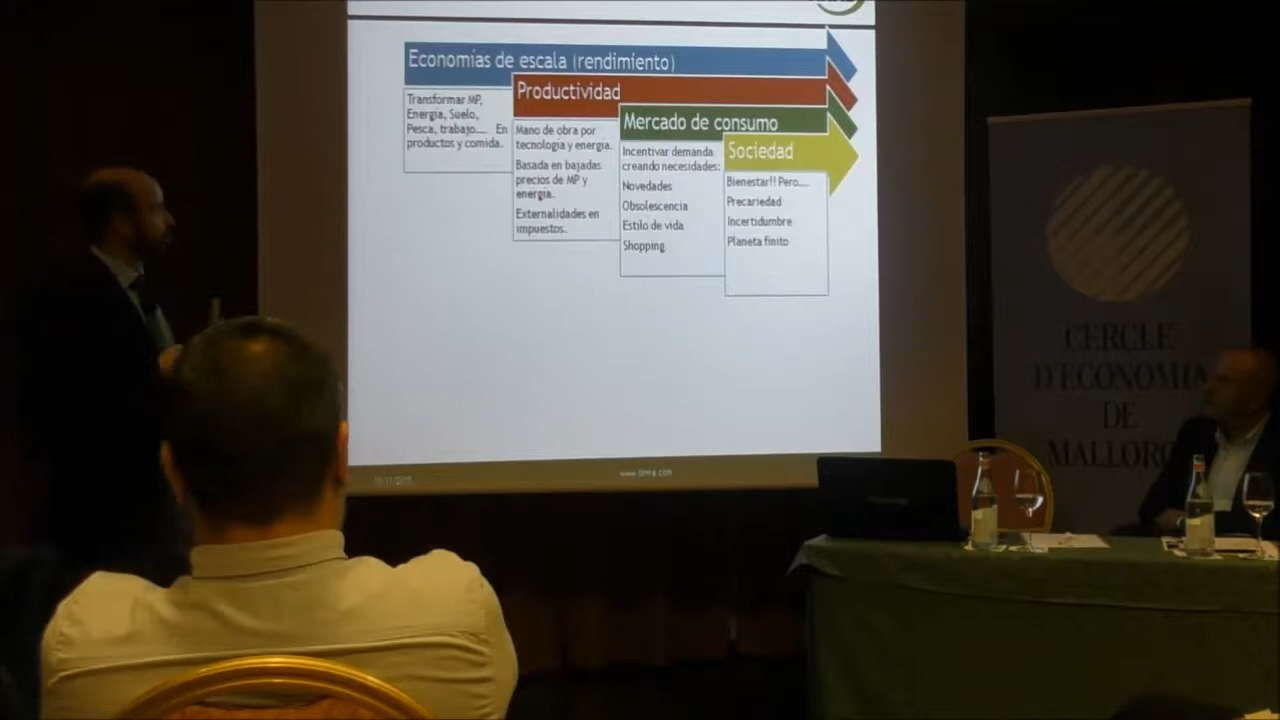 Economías de escala (rendimiento)
Transformar MP,
Energía, Suelo,
Pesca, trabajo.... En
productos y comida.
Productividad
Mano de obra por
tecnología y energía.
Basada en bajadas
precios de MP y
energía.
Externalidades en
impuestos.
Mercado de consumo
Incentivar demanda
creando necesidades:
Novedades
Obsolescencia
Estilo de vida
Shopping
Sociedad
Bienestar!! Pero....
Precariedad
Incertidumbre
Planeta finito
CERCLE
D'ECONOMIA
DE